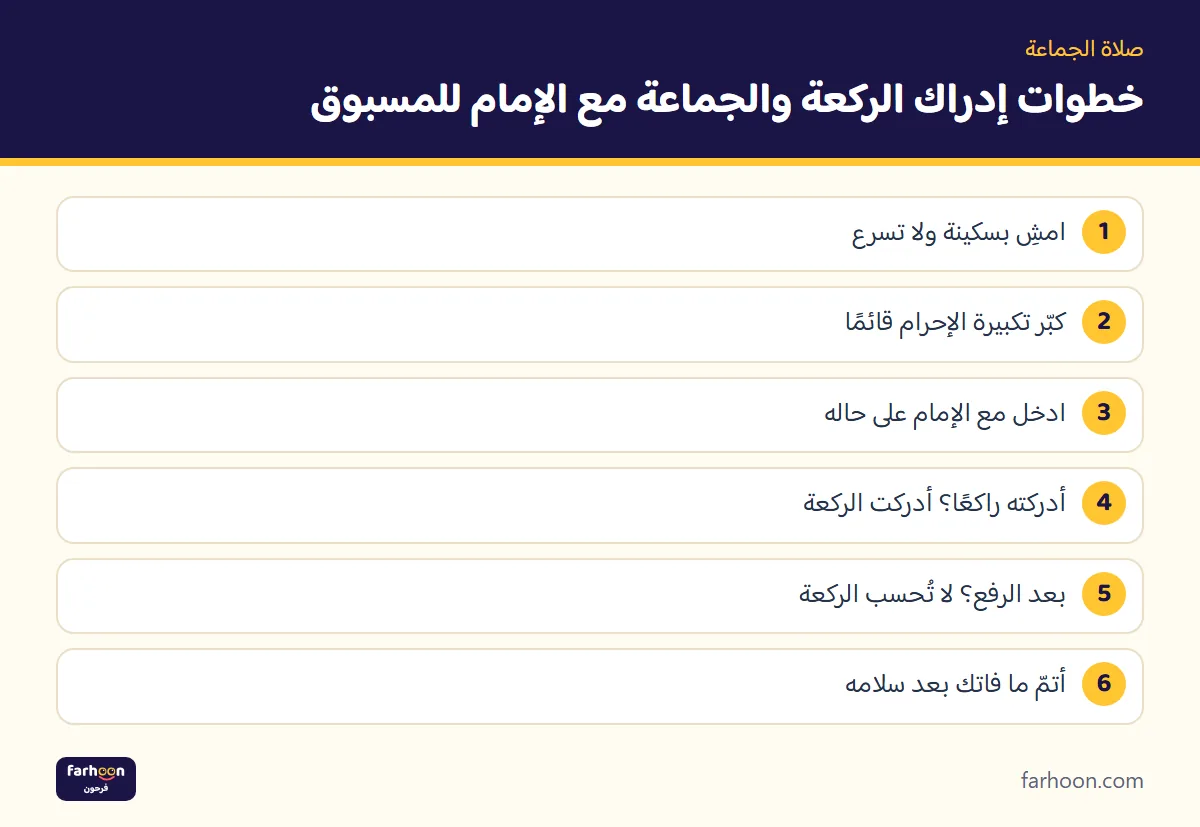 صلاة الجماعة
خطوات إدراك الركعة والجماعة مع الإمام للمسبوق
1 امشِ بسكينة ولا تسرع
2 كبّر تكبيرة الإحرام قائمًا
3 ادخل مع الإمام على حاله
4 أدركته راكعًا؟ أدركت الركعة
5 بعد الرفع؟ لا تُحسب الركعة
6 أتمّ ما فاتك بعد سلامه
farhoon.com
farhoon
فرحون